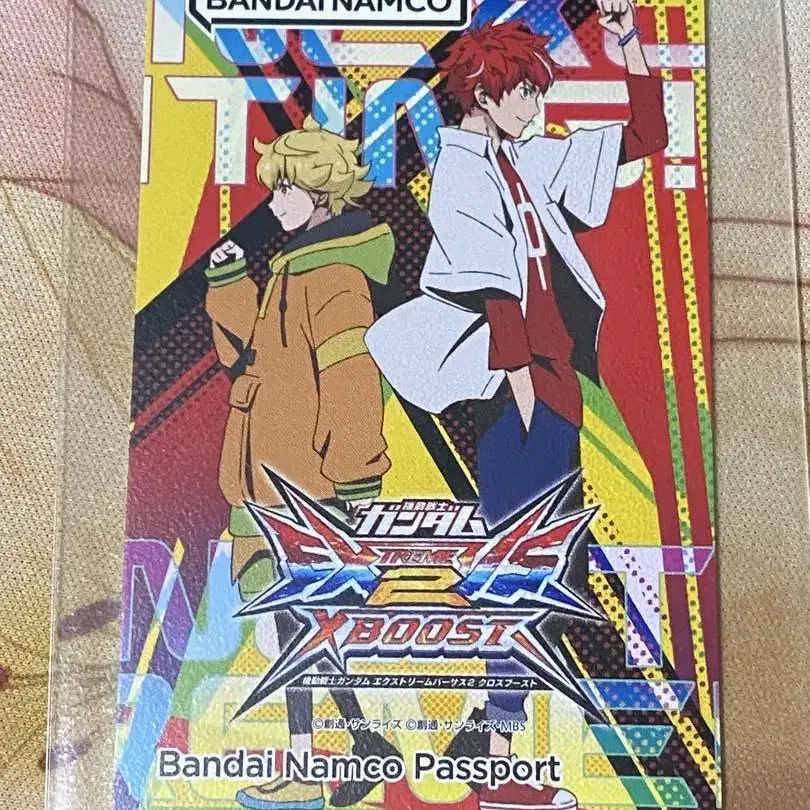 BANDAI NAMCO
機動戦士
ガンダム
EXTREME VS
2
XBOOST
機動戦士ガンダム エクストリームバーサス2 クロスブースト
©創通・サンライズ ©創通・サンライズ・MBS
Bandai Namco Passport